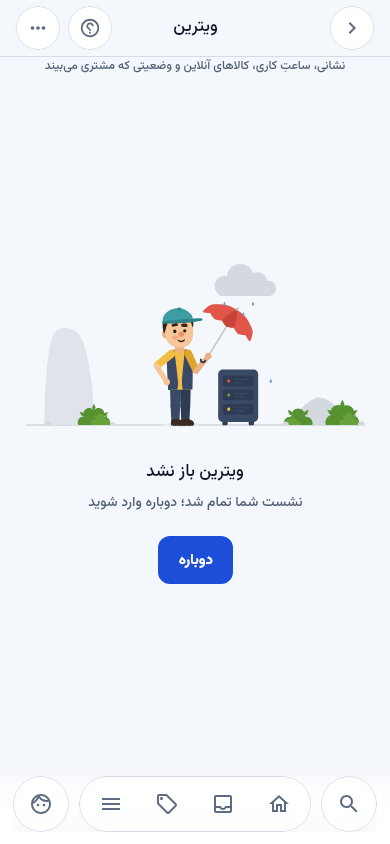 ویترین
نشانی، ساعتِ کاری، کالاهای آنلاین و وضعیتی که مشتری می‌بیند
ویترین باز نشد
نشست شما تمام شد؛ دوباره وارد شوید
دوباره